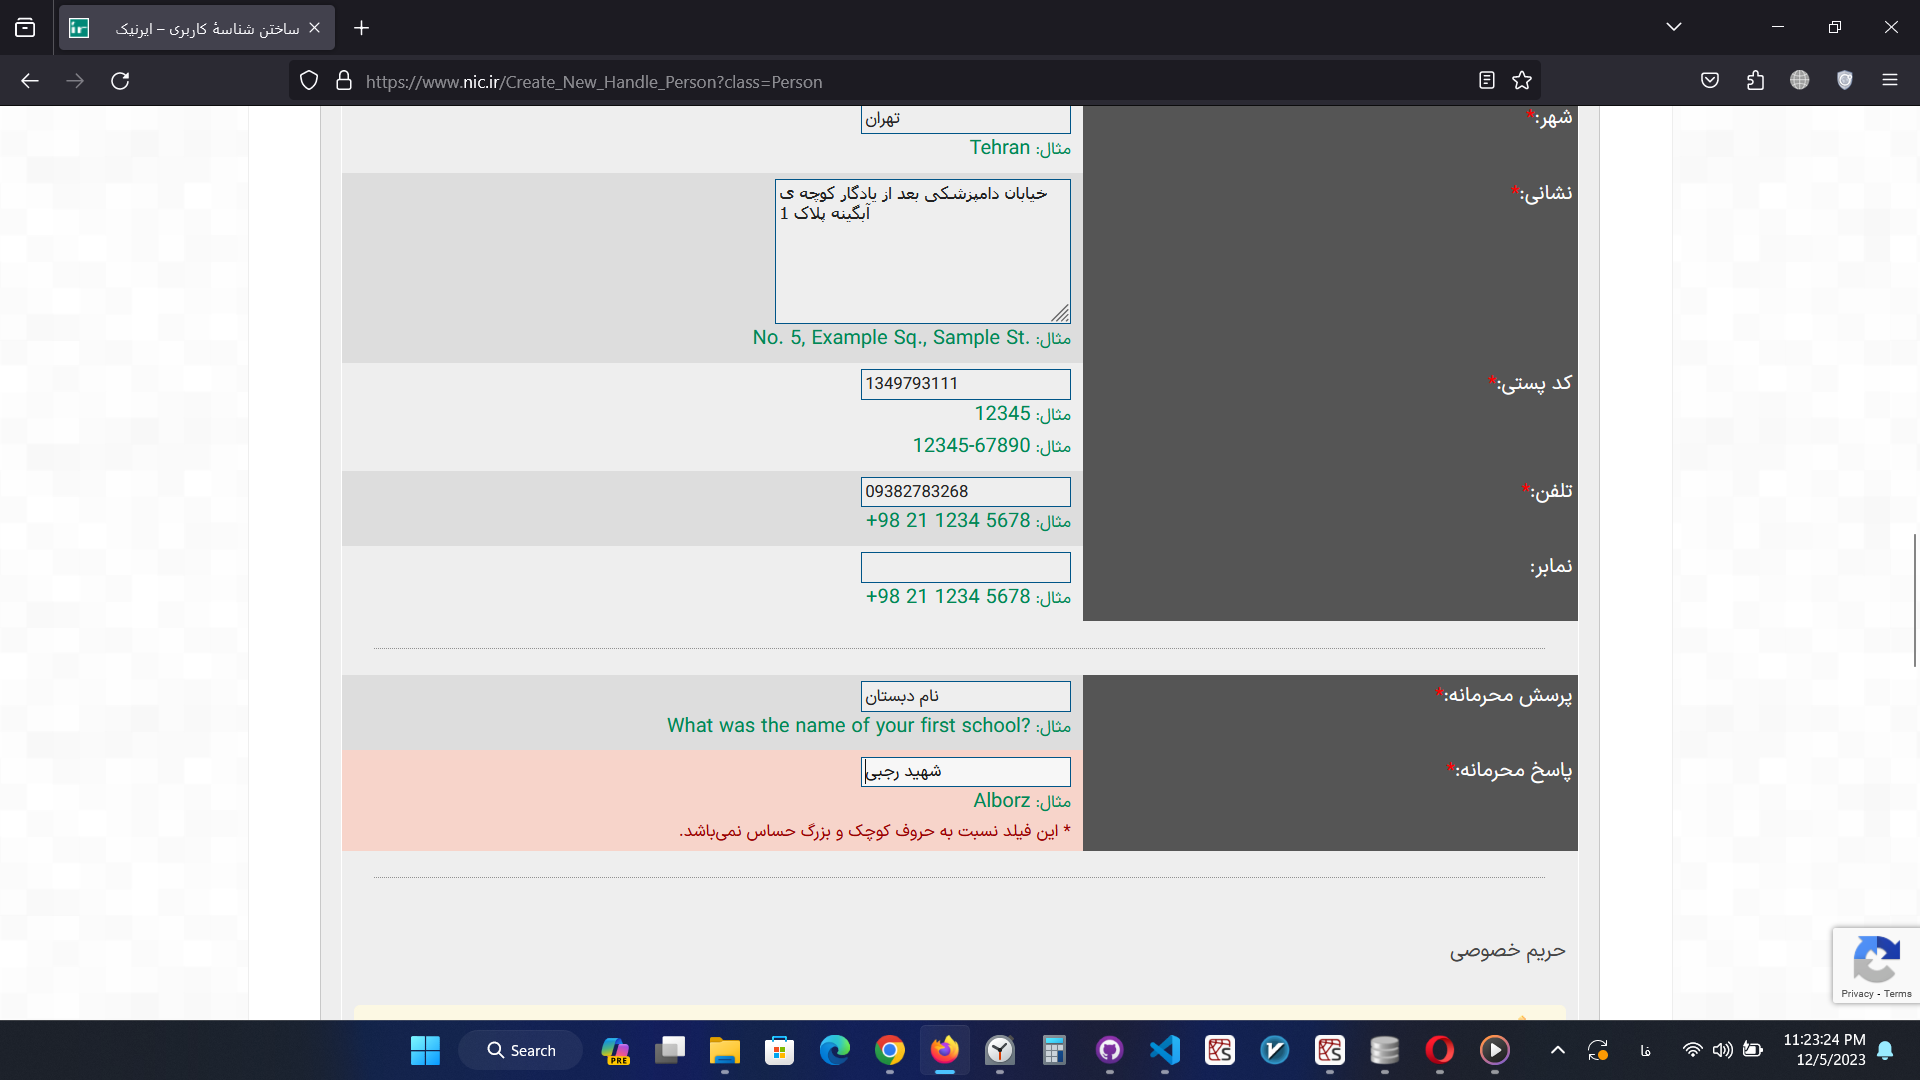 ساختن شناسهٔ کاربری – ایرنیک
https://www.nic.ir/Create_New_Handle_Person?class=Person
شهر:*
تهران
مثال: Tehran
نشانی:*
خیابان دامپزشکی بعد از یادگار کوچه ی
آبگینه پلاک 1
مثال: No. 5, Example Sq., Sample St.
کد پستی:*
1349793111
مثال: 12345
مثال: 12345-67890
تلفن:*
09382783268
مثال: +98 21 1234 5678
نمابر:
مثال: +98 21 1234 5678
پرسش محرمانه:*
نام دبستان
مثال: What was the name of your first school?
پاسخ محرمانه:*
شهید رجبی
مثال: Alborz
* این فیلد نسبت به حروف کوچک و بزرگ حساس نمی‌باشد.
حریم خصوصی
Privacy - Terms
Search
PRE
فا
11:23:24 PM
12/5/2023